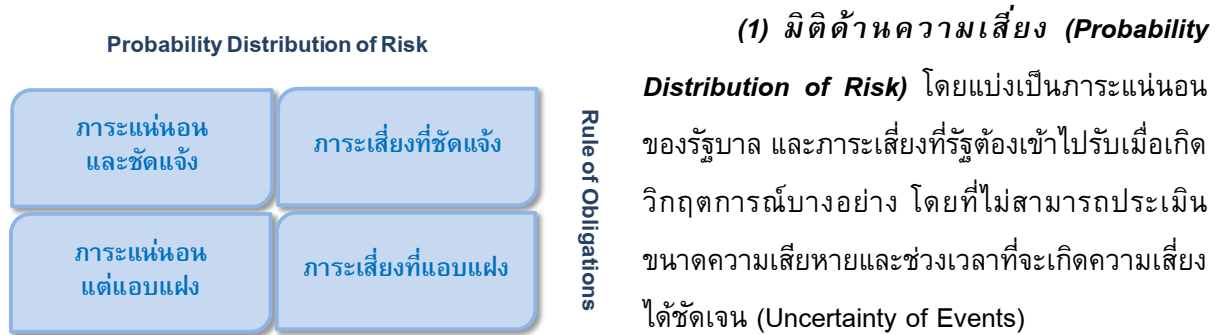 Probability Distribution of Risk
ภาระแน่นอน
และชัดแจ้ง
ภาระเสี่ยงที่ชัดแจ้ง
ภาระแน่นอน
แต่แอบแฝง
ภาระเสี่ยงที่แอบแฝง
Rule of Obligations
(1) มิติด้านความเสี่ยง (Probability
Distribution of Risk) โดยแบ่งเป็นภาระแน่นอน
ของรัฐบาล และภาระเสี่ยงที่รัฐต้องเข้าไปรับเมื่อเกิด
วิกฤตการณ์บางอย่าง โดยที่ไม่สามารถประเมิน
ขนาดความเสียหายและช่วงเวลาที่จะเกิดความเสี่ยง
ได้ชัดเจน (Uncertainty of Events)